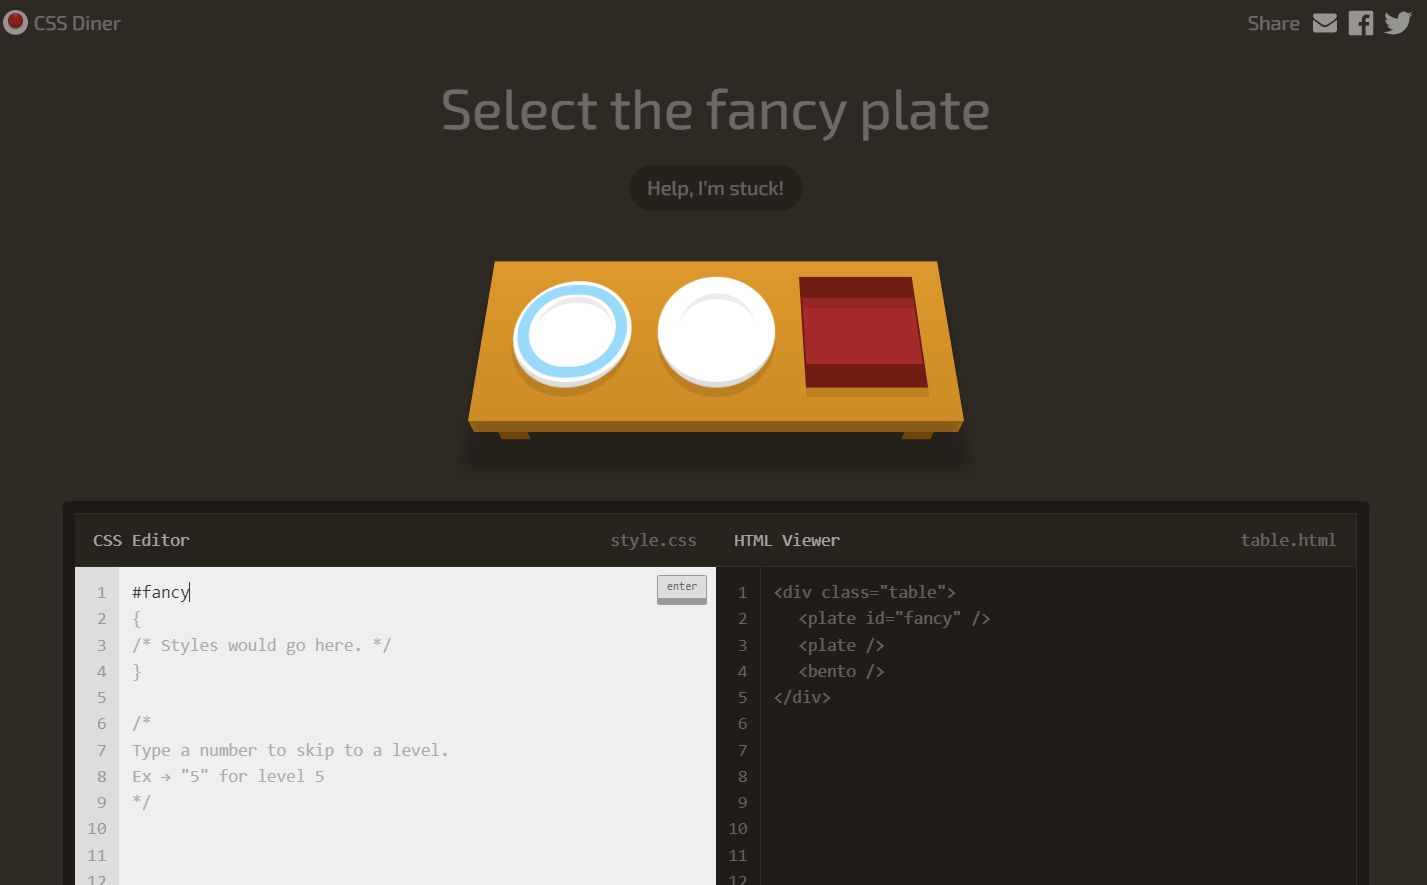 CSS Diner
Share
Select the fancy plate
Help, I'm stuck!
CSS Editor style.css
1 #fancy
enter
2 {
3 /* Styles would go here. */
4 }
5
6 /*
7 Type a number to skip to a level.
8 Ex → "5" for level 5
9 */
10
11
12
HTML Viewer table.html
1 <div class="table">
2 <plate id="fancy" />
3 <plate />
4 <bento />
5 </div>
6
7
8
9
10
11
12